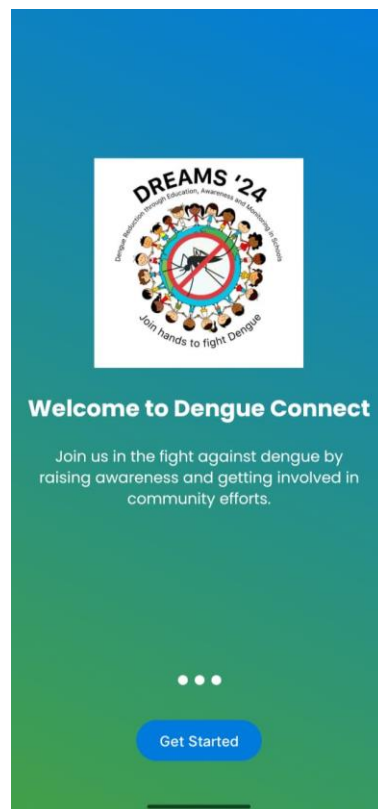 DREAMS '24
Dengue Reduction through Education, Awareness and Monitoring in Schools
Join hands to fight Dengue
Welcome to Dengue Connect
Join us in the fight against dengue by
raising awareness and getting involved in
community efforts.
Get Started